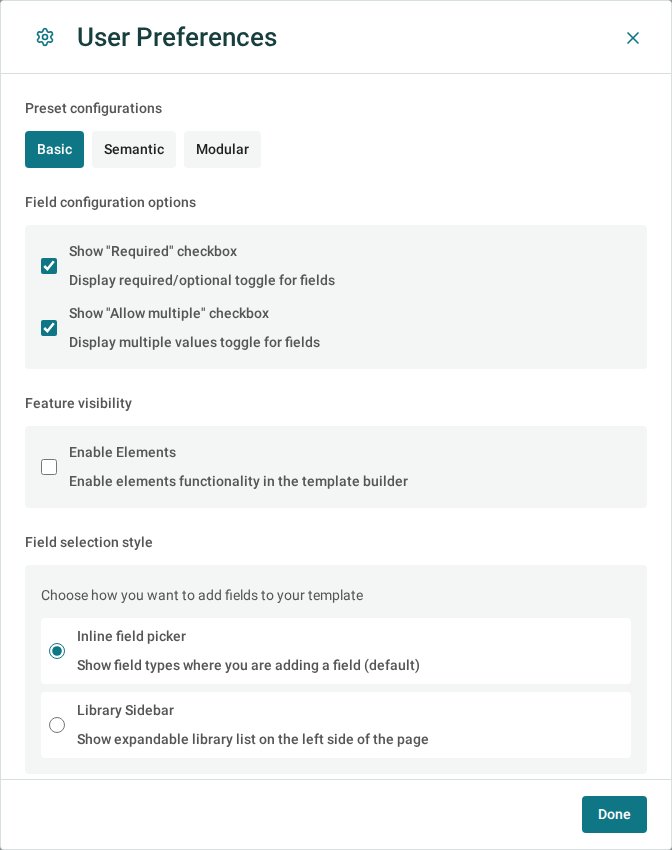 User Preferences
Preset configurations
Basic
Semantic
Modular
Field configuration options
Show "Required" checkbox
Display required/optional toggle for fields
Show "Allow multiple" checkbox
Display multiple values toggle for fields
Feature visibility
Enable Elements
Enable elements functionality in the template builder
Field selection style
Choose how you want to add fields to your template
Inline field picker
Show field types where you are adding a field (default)
Library Sidebar
Show expandable library list on the left side of the page
Done